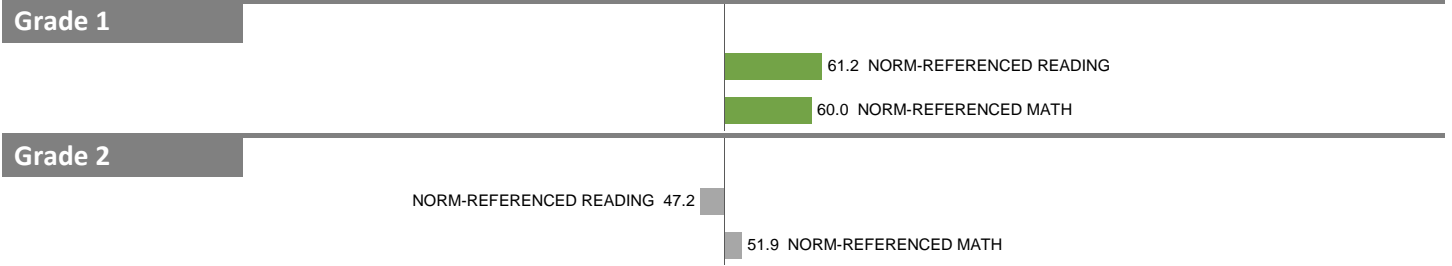 Grade 1
61.2 NORM-REFERENCED READING
60.0 NORM-REFERENCED MATH
Grade 2
NORM-REFERENCED READING 47.2
51.9 NORM-REFERENCED MATH